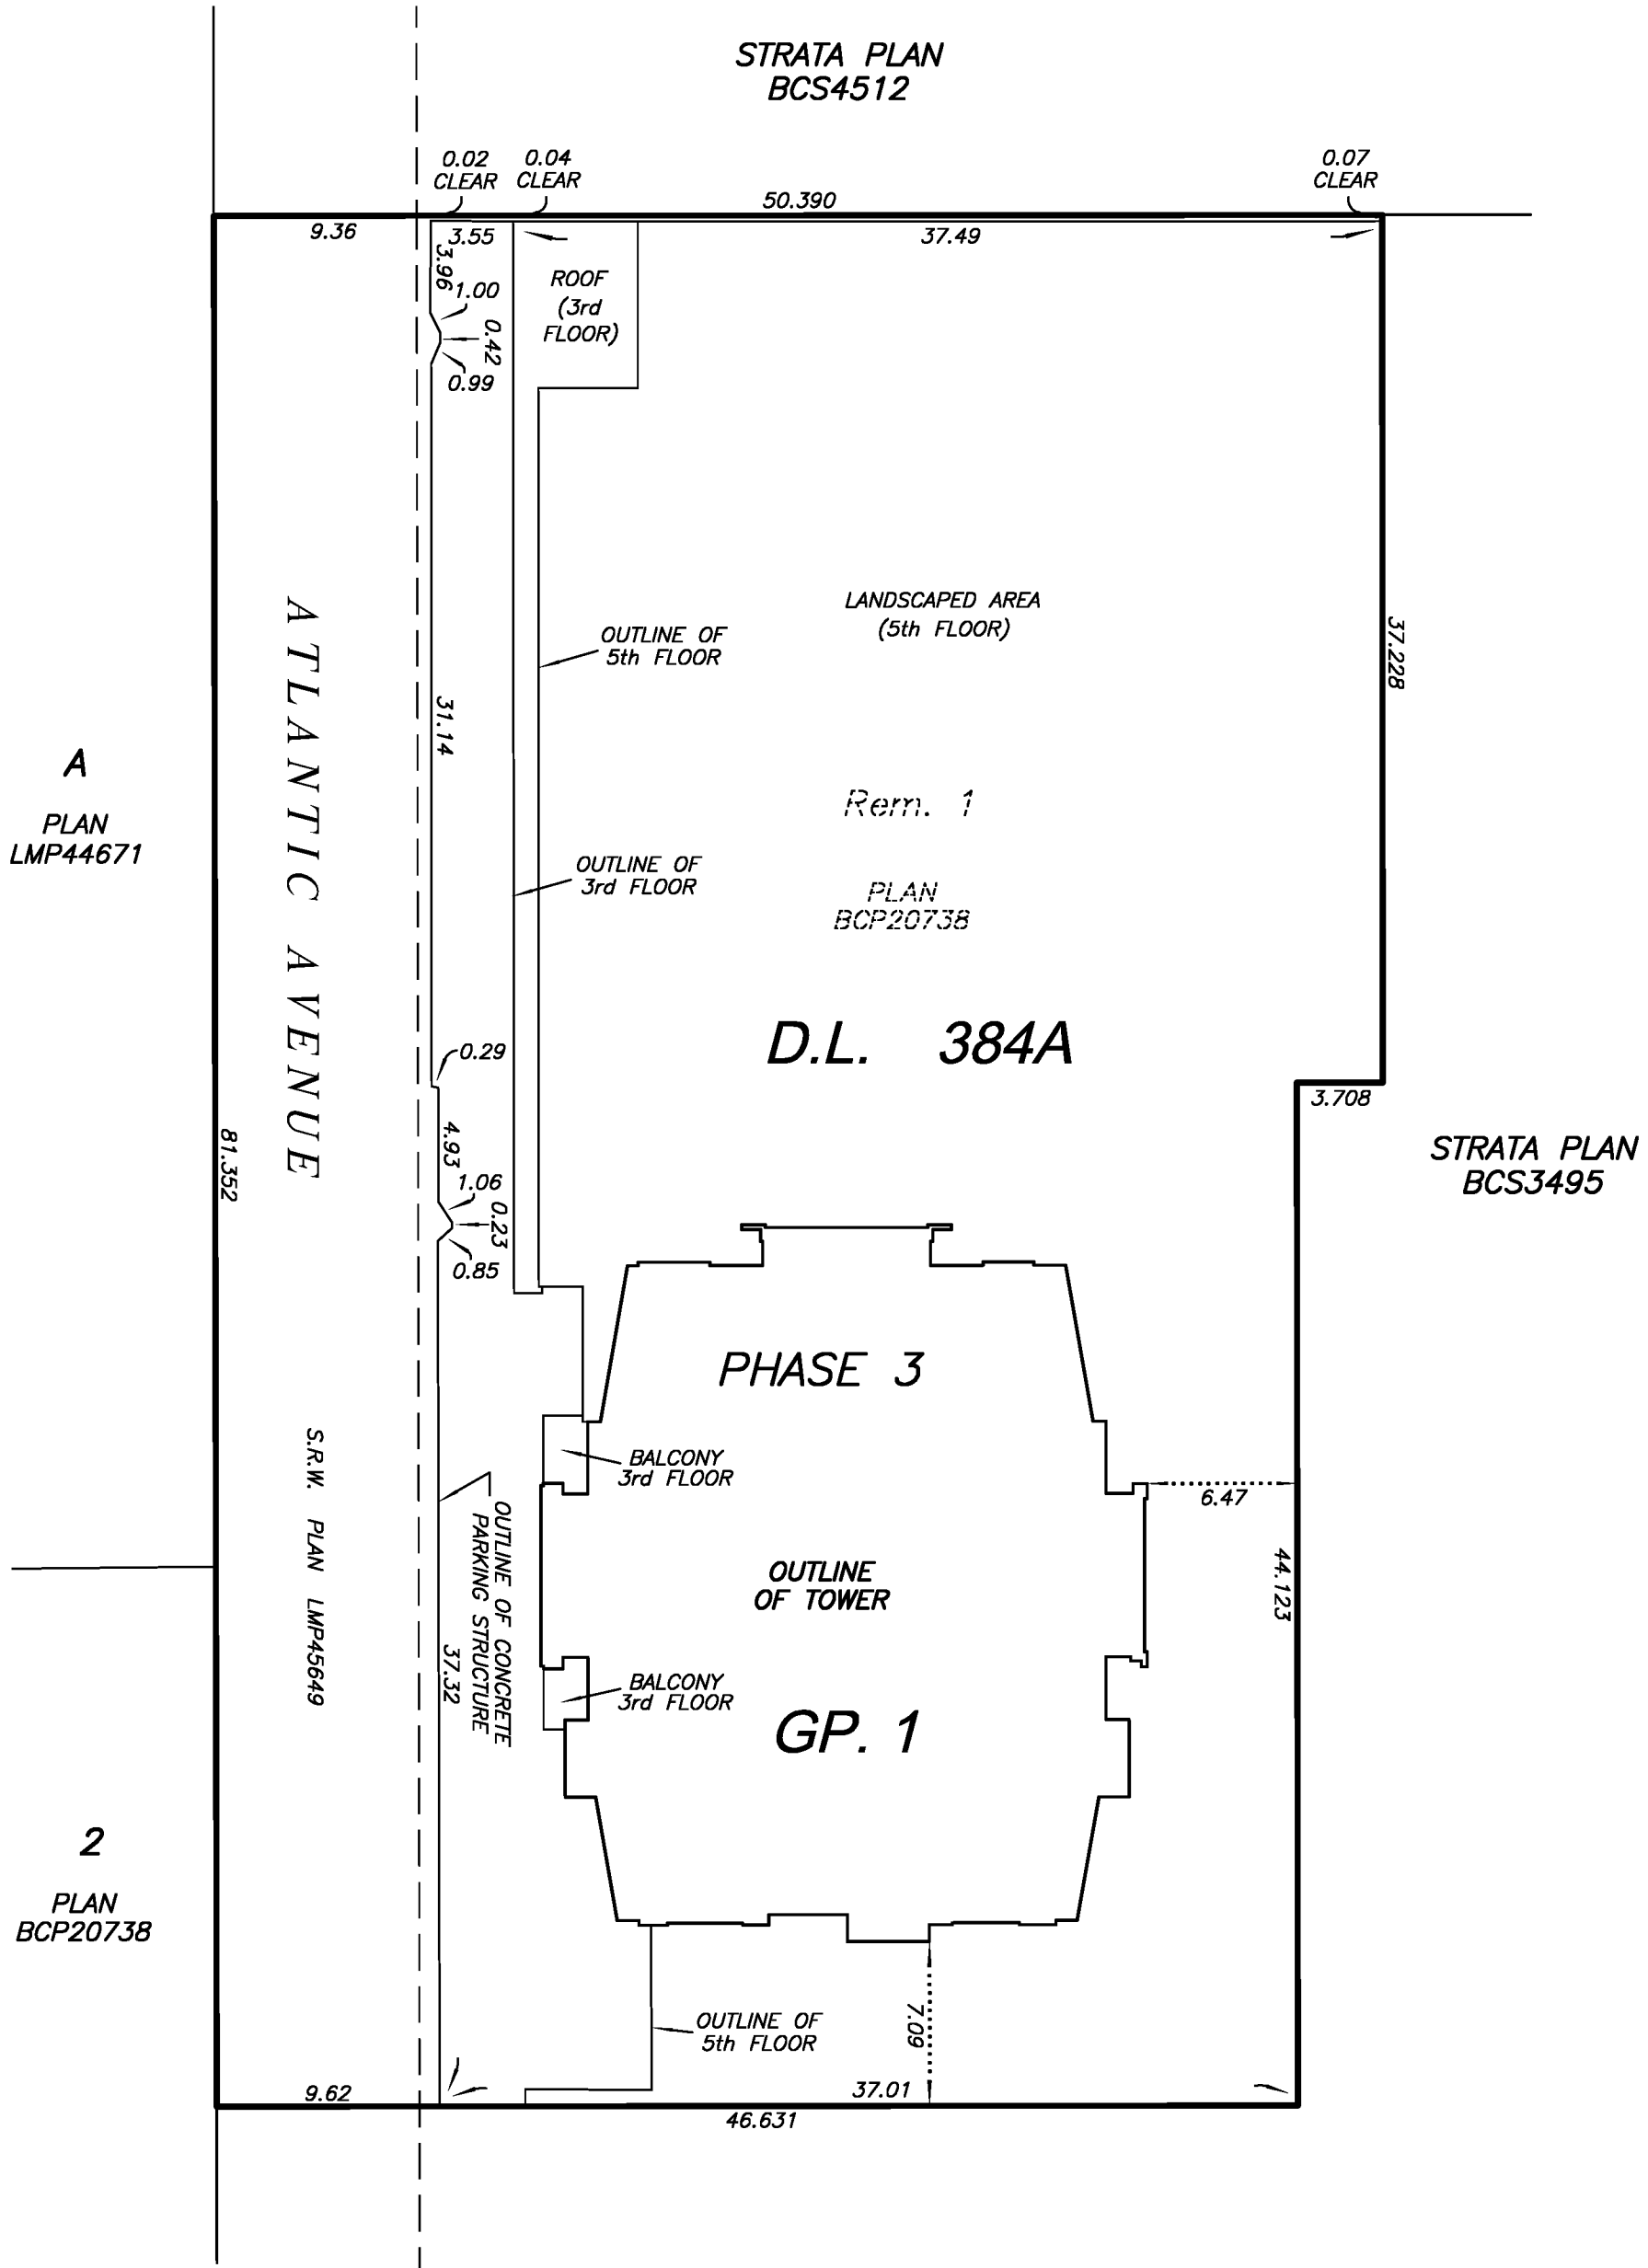 STRATA PLAN
BCS4512
0.02
CLEAR
0.04
CLEAR
0.07
CLEAR
50.390
9.36
3.55
37.49
3.96
1.00
0.42
0.99
ROOF
(3rd
FLOOR)
LANDSCAPED AREA
(5th FLOOR)
OUTLINE OF
5th FLOOR
37.228
31.14
A
PLAN
LMP44671
ATLANTIC AVENUE
Rem. 1
PLAN
BCP20738
OUTLINE OF
3rd FLOOR
D.L. 384A
0.29
3.708
4.93
81.352
STRATA PLAN
BCS3495
1.06
0.23
0.85
PHASE 3
S.R.W. PLAN LMP45649
BALCONY
3rd FLOOR
6.47
OUTLINE OF CONCRETE
PARKING STRUCTURE
OUTLINE
OF TOWER
44.123
37.32
BALCONY
3rd FLOOR
GP. 1
2
PLAN
BCP20738
OUTLINE OF
5th FLOOR
7.09
9.62
37.01
46.631